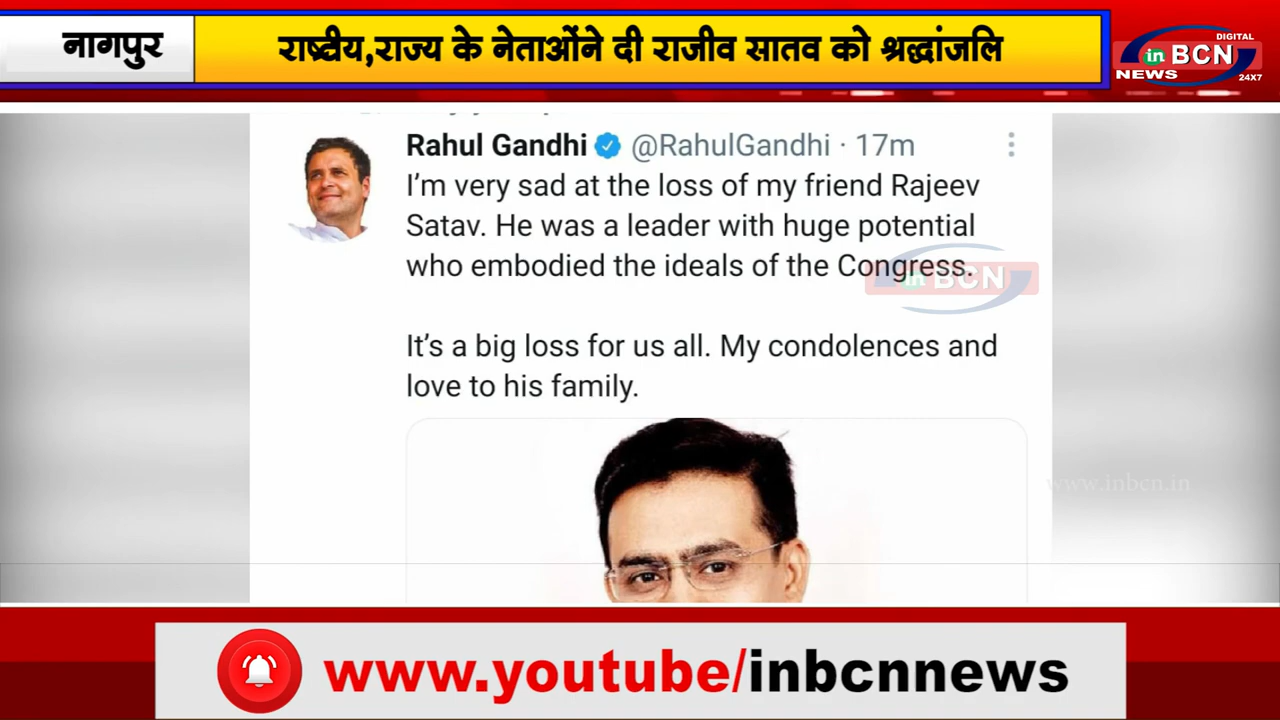 नागपुर
राष्ट्रीय,राज्य के नेताओंने दी राजीव सातव को श्रद्धांजलि
DIGITAL
in BCN
NEWS 24X7
Rahul Gandhi @RahulGandhi · 17m
I'm very sad at the loss of my friend Rajeev
Satav. He was a leader with huge potential
who embodied the ideals of the Congress.
in BCN
It's a big loss for us all. My condolences and
love to his family.
www.inbcn.in
www.youtube/inbcnnews